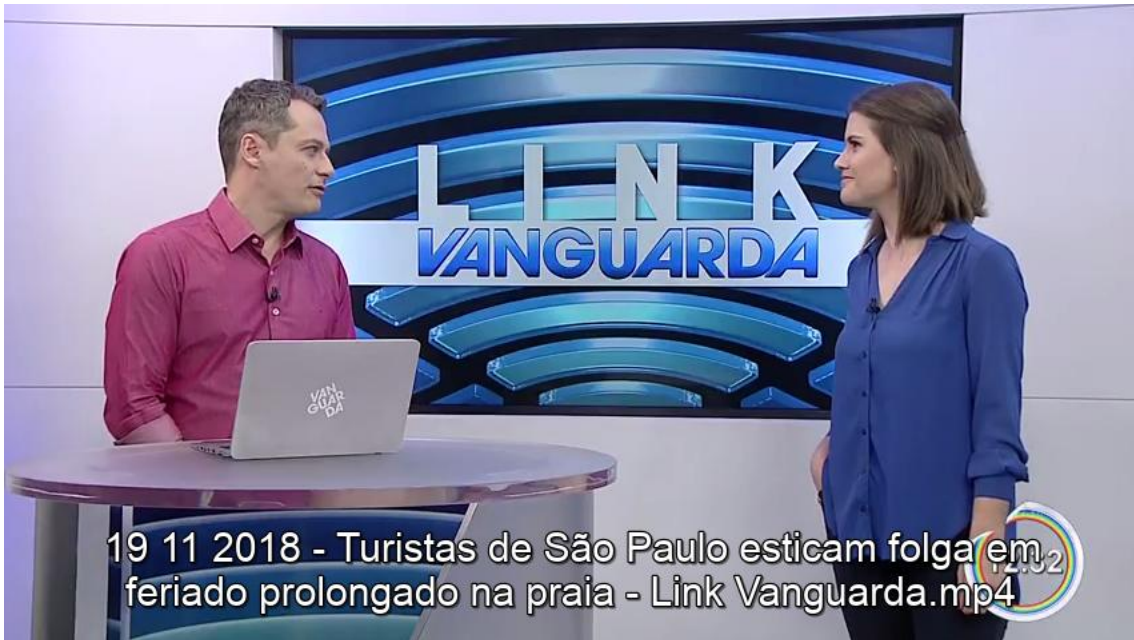 LINK
VANGUARDA
VAN
GUAR
DA
19 11 2018 - Turistas de São Paulo esticam folga em
feriado prolongado na praia - Link Vanguarda.mp4
12:32